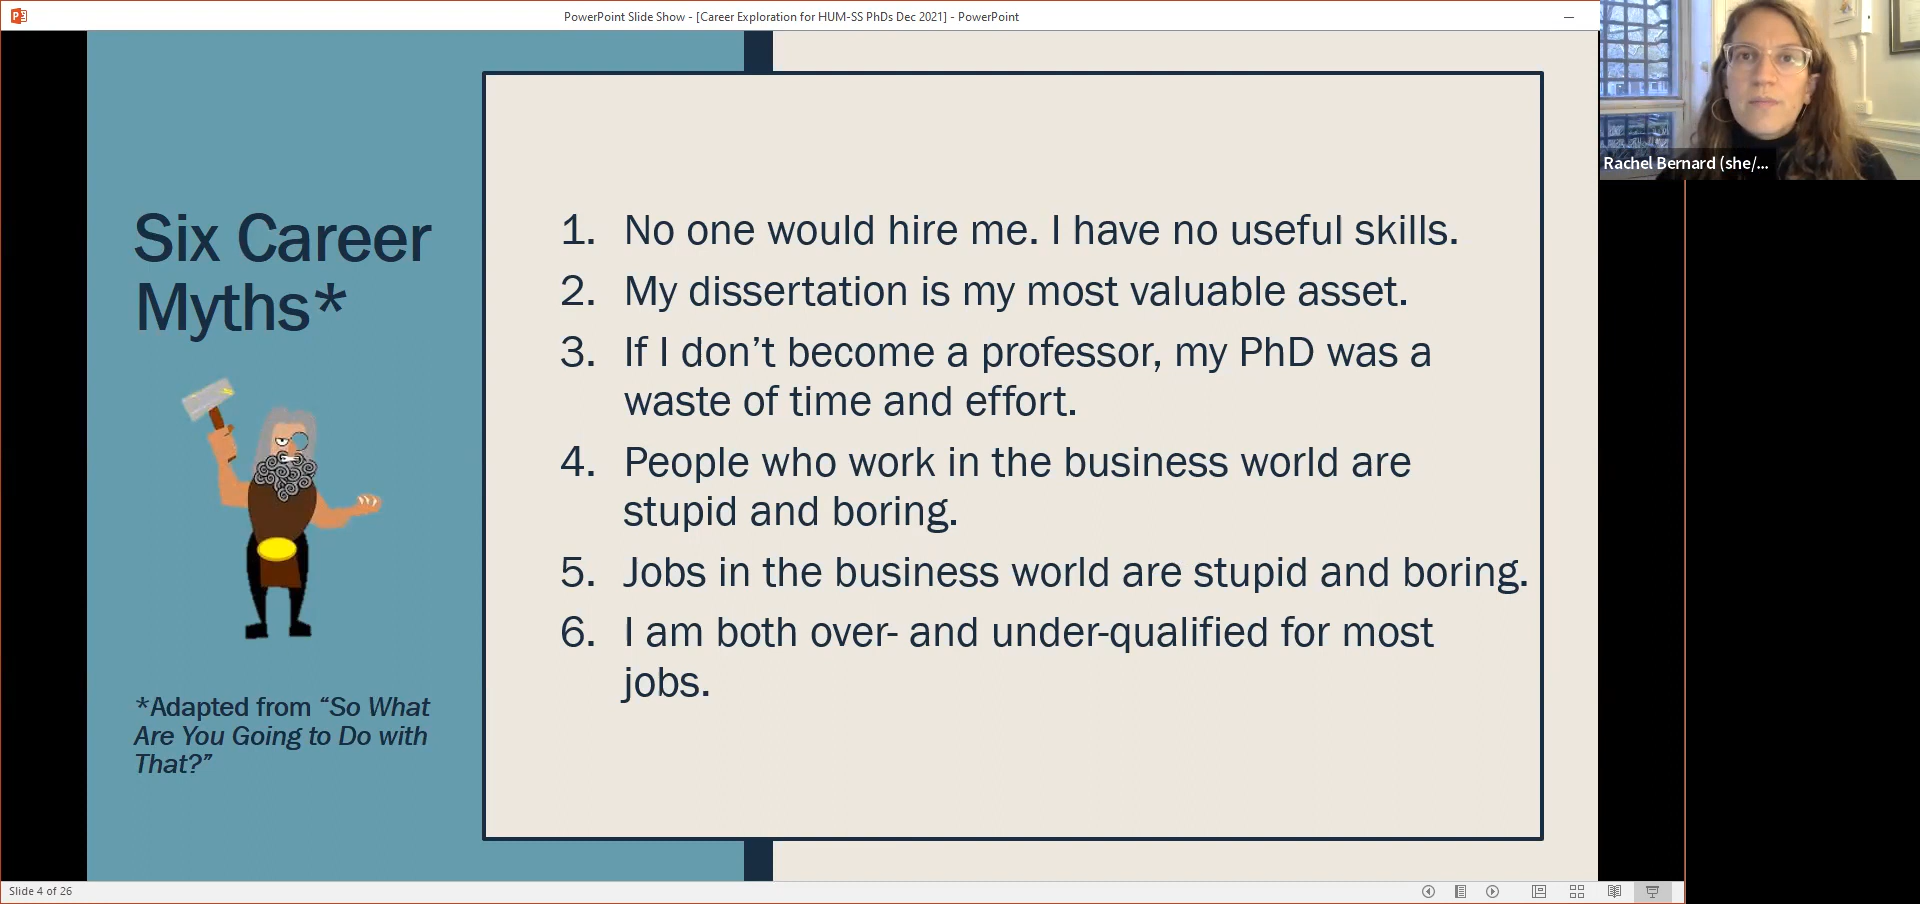 PowerPoint Slide Show - [Career Exploration for HUM-SS PhDs Dec 2021] - PowerPoint
Rachel Bernard (she/...
Six Career
Myths*
1. No one would hire me. I have no useful skills.
2. My dissertation is my most valuable asset.
3. If I don’t become a professor, my PhD was a
waste of time and effort.
4. People who work in the business world are
stupid and boring.
5. Jobs in the business world are stupid and boring.
6. I am both over- and under-qualified for most
jobs.
*Adapted from “So What
Are You Going to Do with
That?”
Slide 4 of 26